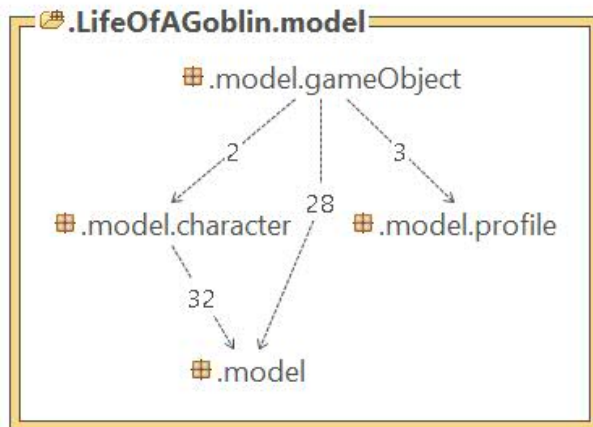 .LifeOfAGoblin.model
.model.gameObject
2
3
28
.model.character
.model.profile
32
.model